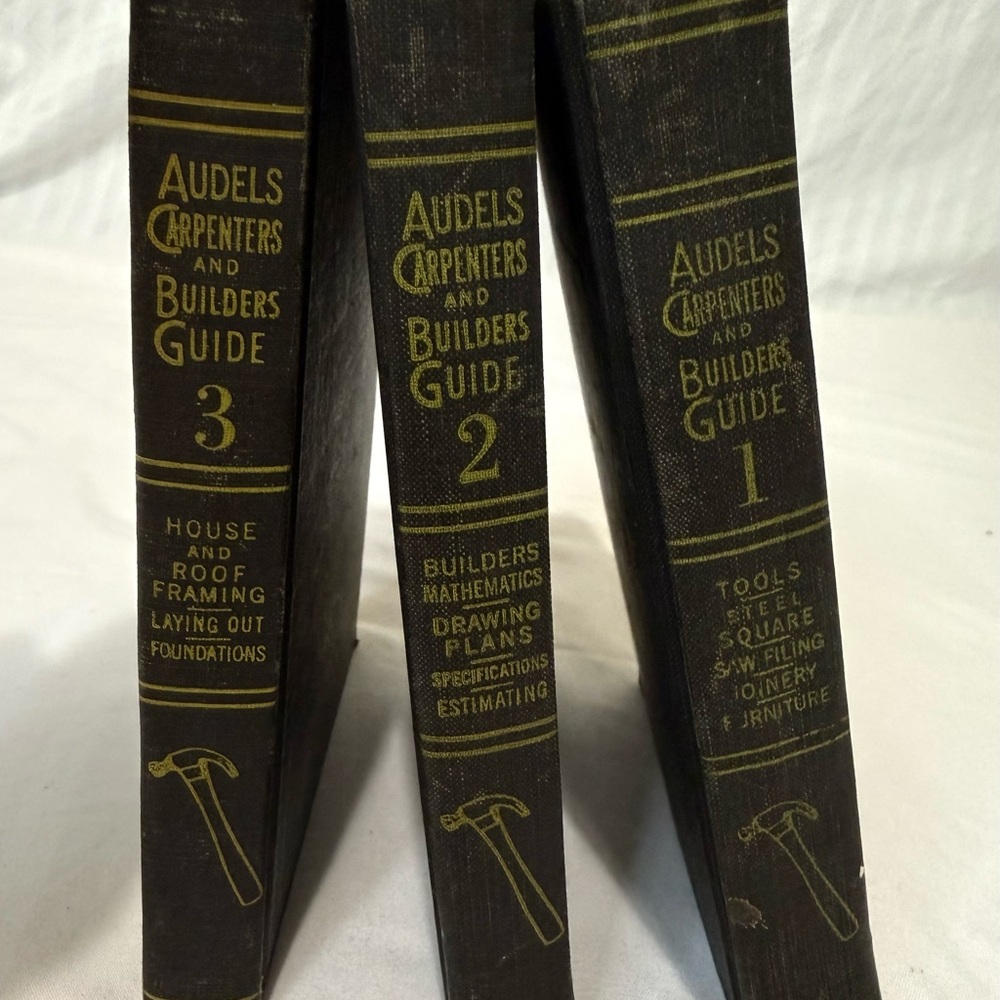 AUDELS
CARPENTERS
AND
BUILDERS
GUIDE
3
HOUSE
AND
ROOF
FRAMING
LAYING OUT
FOUNDATIONS
AUDELS
CARPENTERS
AND
BUILDERS
GUIDE
2
BUILDERS
MATHEMATICS
DRAWING
PLANS
SPECIFICATIONS
ESTIMATING
AUDELS
CARPENTERS
AND
BUILDERS
GUIDE
1
TOOLS
STEEL
SQUARE
SAW FILING
JOINERY
FURNITURE